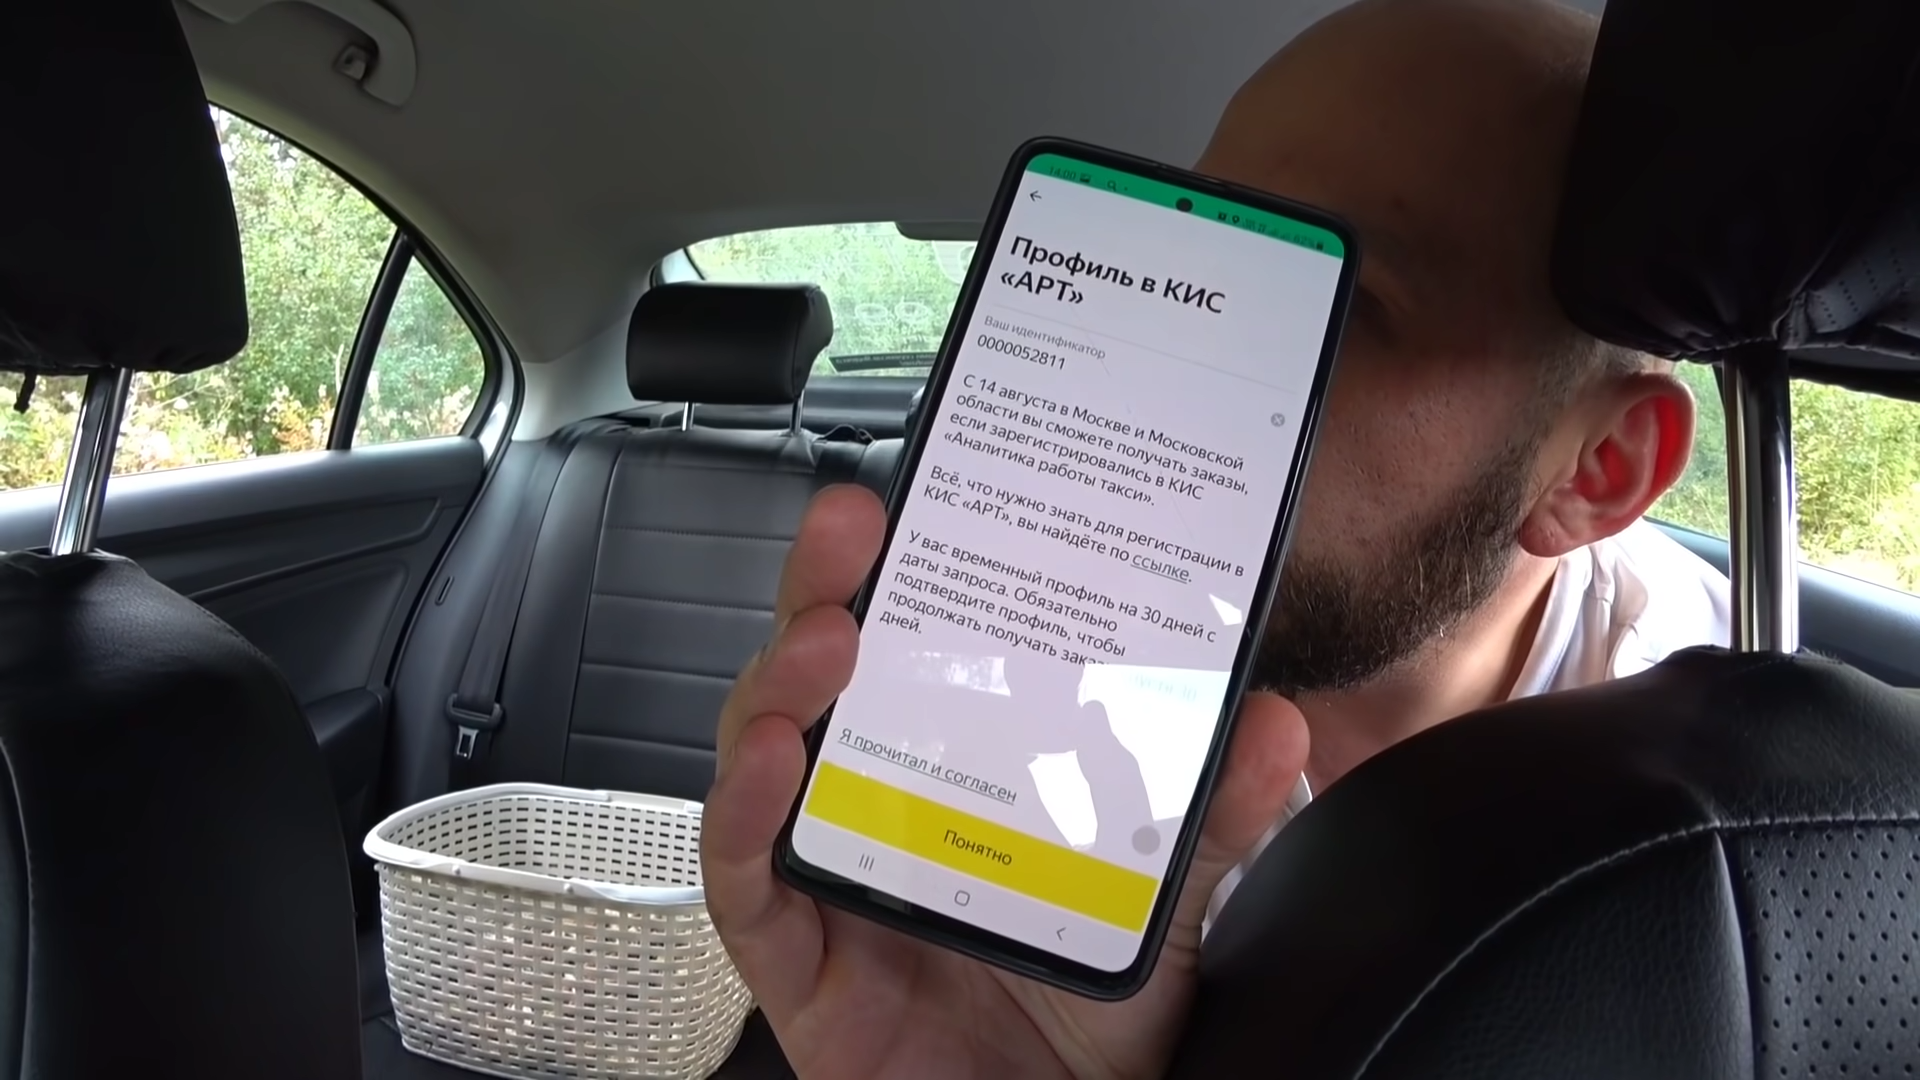 14:00
Профиль в КИС
«АРТ»
Ваш идентификатор
0000052811
С 14 августа в Москве и Московской
области вы сможете получать заказы,
если зарегистрировались в КИС
«Аналитика работы такси».
Всё, что нужно знать для регистрации в
КИС «АРТ», вы найдёте по ссылке.
У вас временный профиль на 30 дней с
даты запроса. Обязательно
подтвердите профиль, чтобы
продолжать получать
дней.
Я прочитал и согласен
Понятно